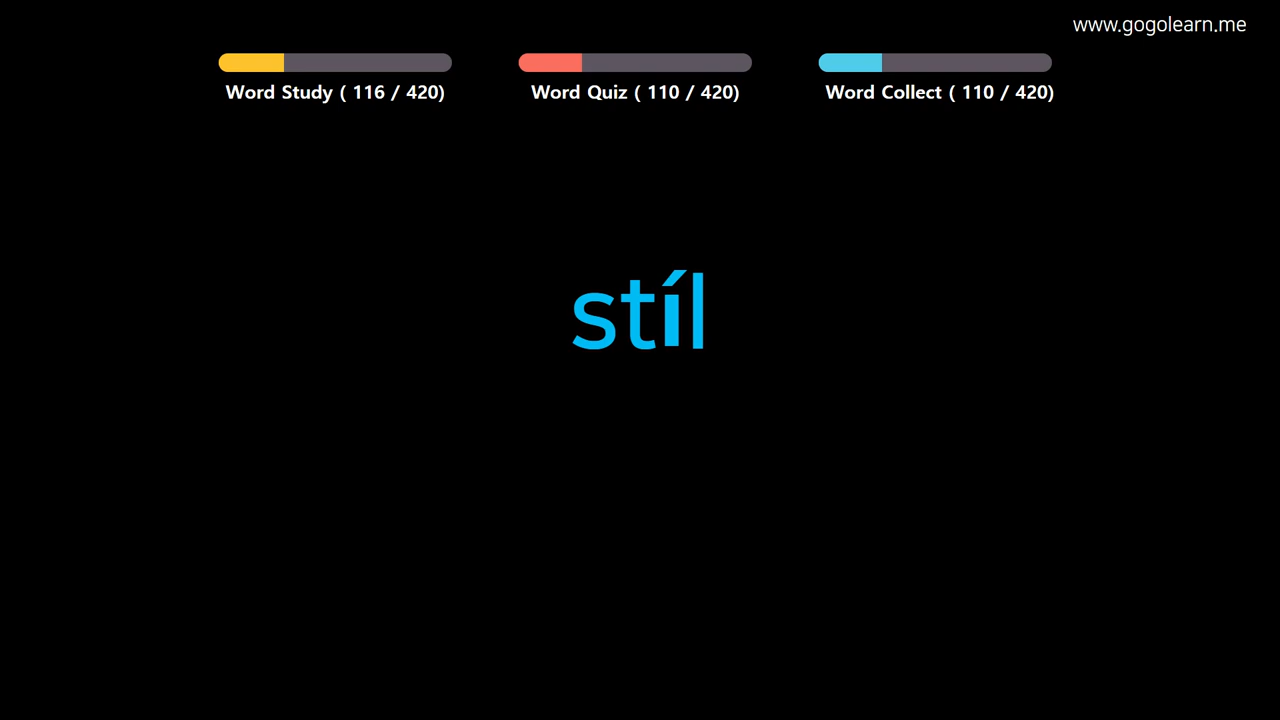 www.gogolearn.me
Word Study ( 116 / 420)
Word Quiz ( 110 / 420)
Word Collect ( 110 / 420)
stíl